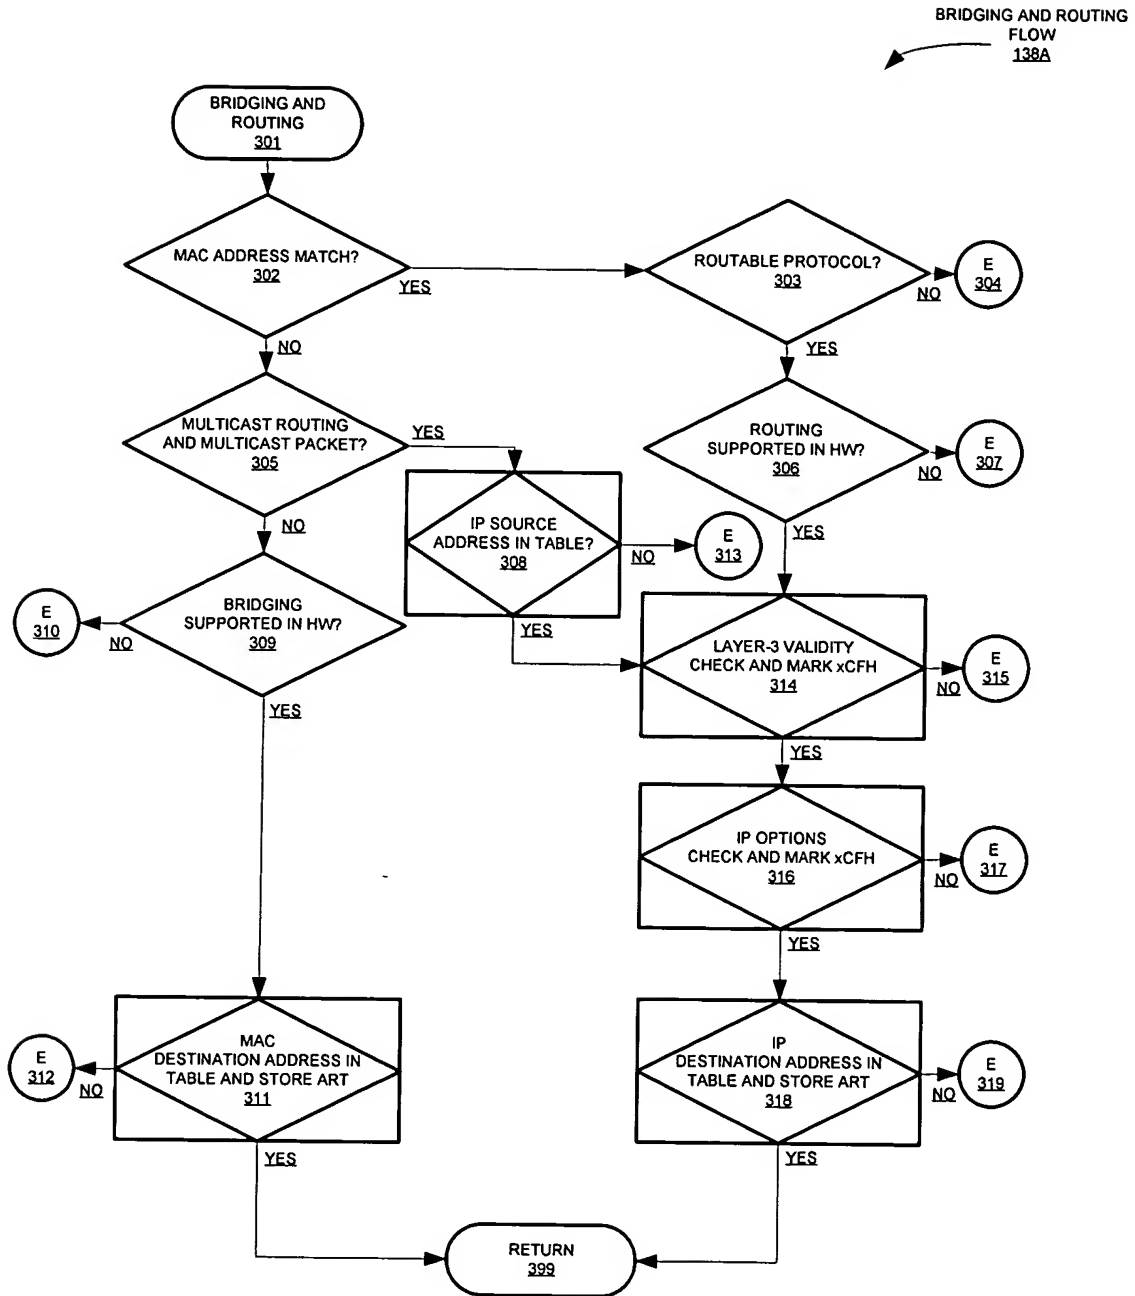 BRIDGING AND ROUTING
FLOW
138A
BRIDGING AND
ROUTING
301
MAC ADDRESS MATCH?
302
YES
ROUTABLE PROTOCOL?
303
NO
E
304
NO
YES
MULTICAST ROUTING
AND MULTICAST PACKET?
305
YES
ROUTING
SUPPORTED IN HW?
306
NO
E
307
NO
IP SOURCE
ADDRESS IN TABLE?
308
NO
E
313
YES
BRIDGING
SUPPORTED IN HW?
309
NO
E
310
YES
YES
LAYER-3 VALIDITY
CHECK AND MARK xCFH
314
NO
E
315
YES
IP OPTIONS
CHECK AND MARK xCFH
316
NO
E
317
YES
MAC
DESTINATION ADDRESS IN
TABLE AND STORE ART
311
NO
E
312
YES
IP
DESTINATION ADDRESS IN
TABLE AND STORE ART
318
NO
E
319
YES
RETURN
399